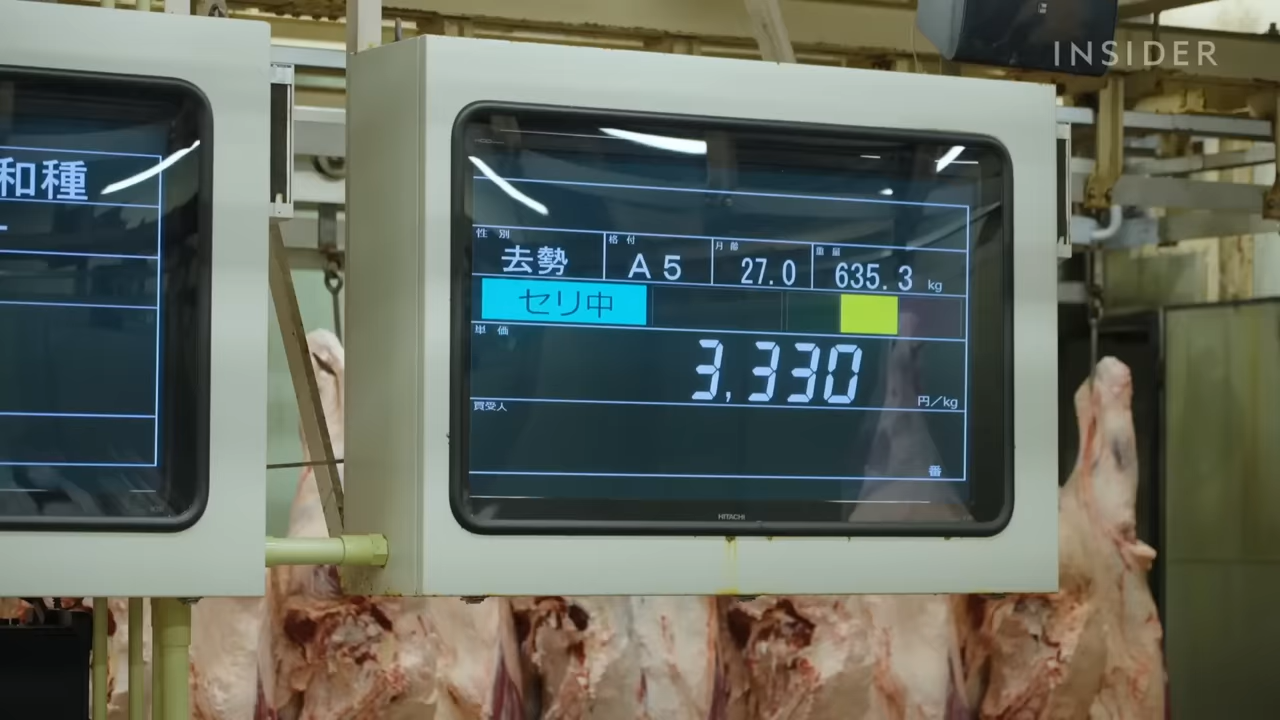 INSIDER
和種
性別 格付 月齢 重量
去勢 A5 27.0 635.3 kg
セリ中
単価
3,330 円/kg
買受人
番
HITACHI